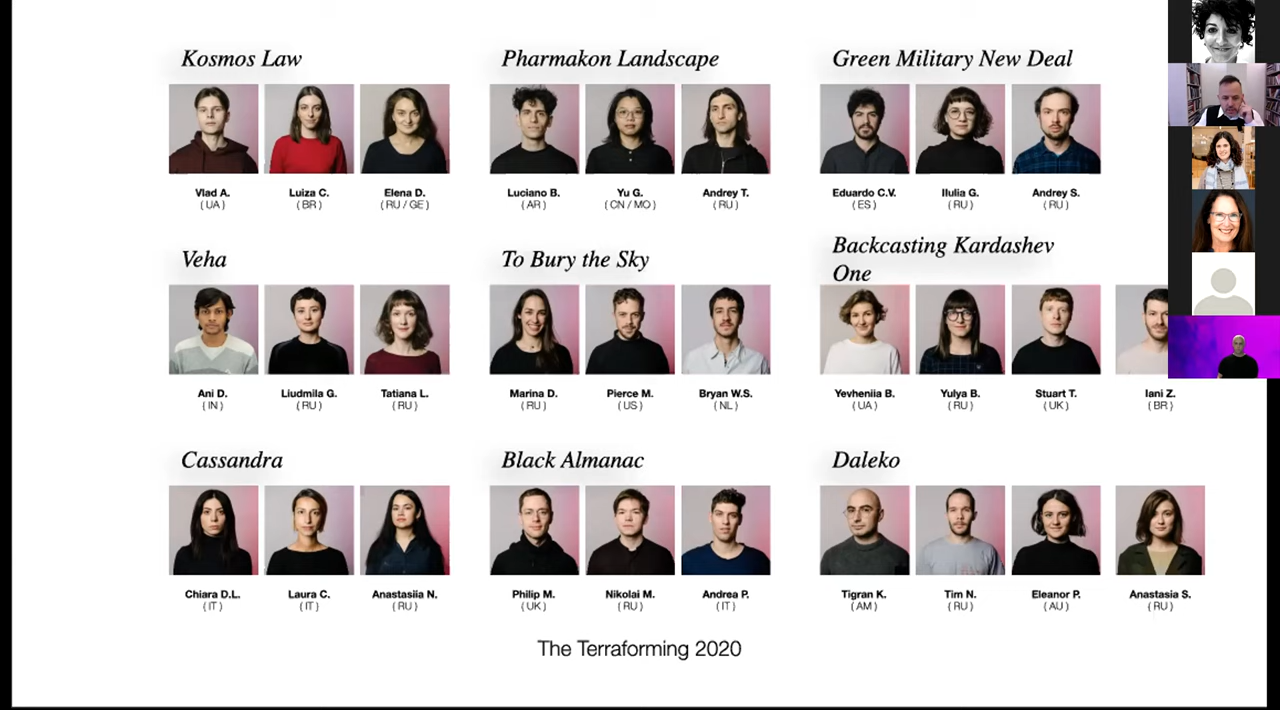 Kosmos Law
Pharmakon Landscape
Green Military New Deal
Vlad A.
Luiza C.
Elena D.
Luciano B.
Yu G.
Andrey T.
Eduardo C.V.
Ilulia G.
Andrey S.
( UA )
( BR )
( RU / GE )
( AR )
( CN / MO )
( RU )
( ES )
( RU )
( RU )
Veha
To Bury the Sky
Backcasting Kardashev
One
Ani D.
Liudmila G.
Tatiana L.
Marina D.
Pierce M.
Bryan W.S.
Yevheniia B.
Yulya B.
Stuart T.
Iani Z.
( IN )
( RU )
( RU )
( RU )
( US )
( NL )
( UA )
( RU )
( UK )
( BR )
Cassandra
Black Almanac
Daleko
Chiara D.L.
Laura C.
Anastasiia N.
Philip M.
Nikolai M.
Andrea P.
Tigran K.
Tim N.
Eleanor P.
Anastasia S.
( IT )
( IT )
( RU )
( UK )
( RU )
( IT )
( AM )
( RU )
( AU )
( RU )
The Terraforming 2020